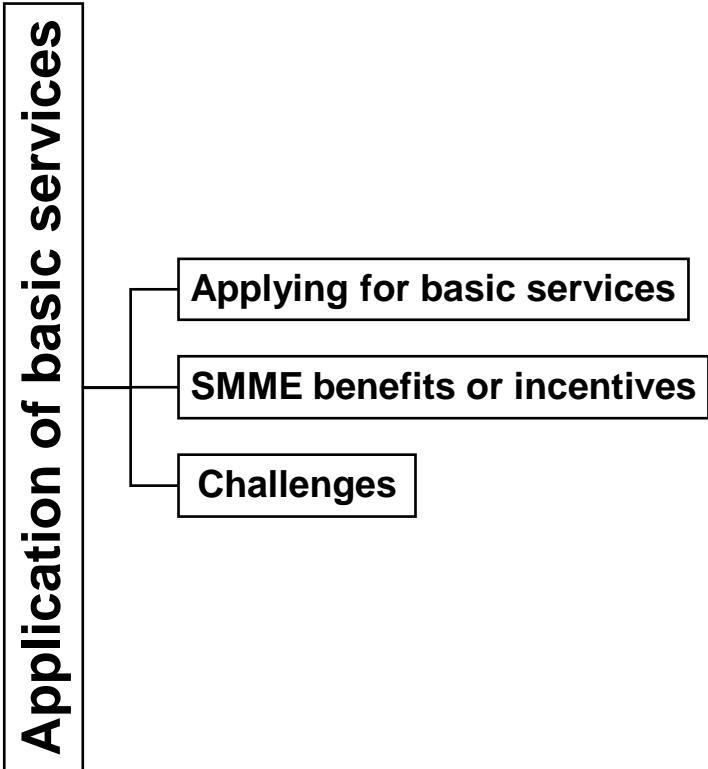 Application of basic services
Applying for basic services
SMME benefits or incentives
Challenges